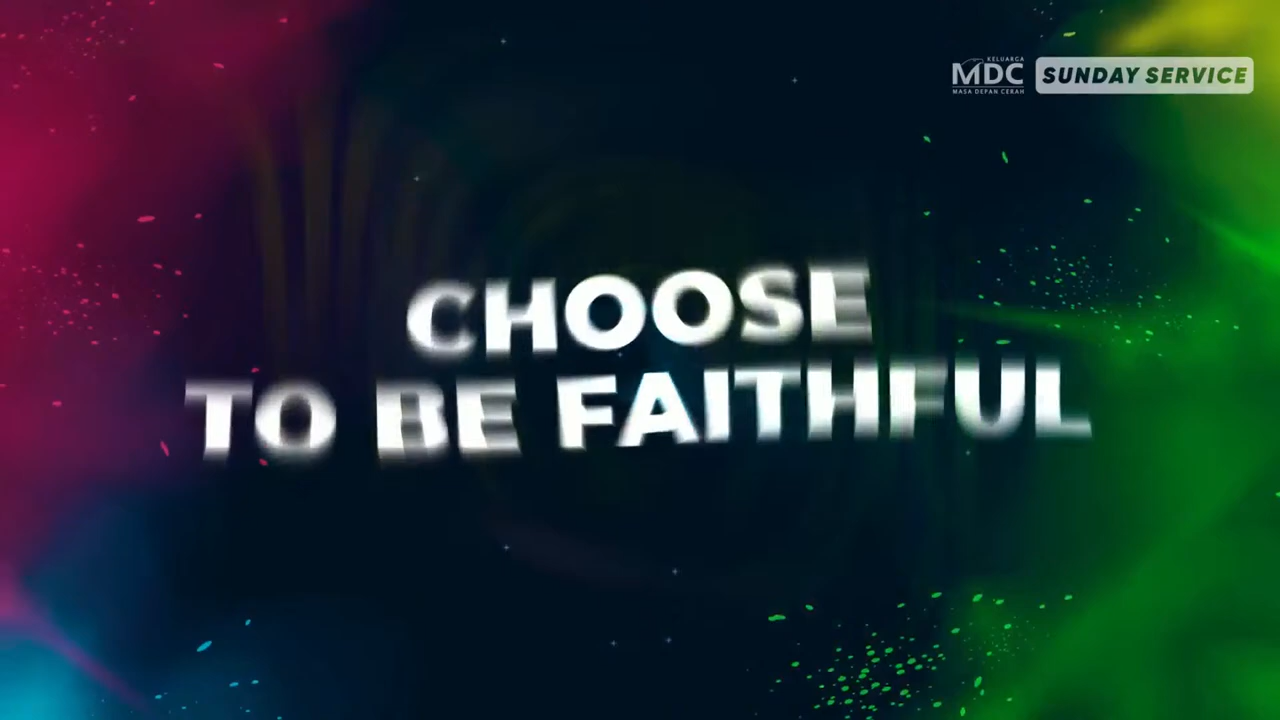 KELUARGA
MDC
MASA DEPAN CERAH
SUNDAY SERVICE
CHOOSE
TO BE FAITHFUL